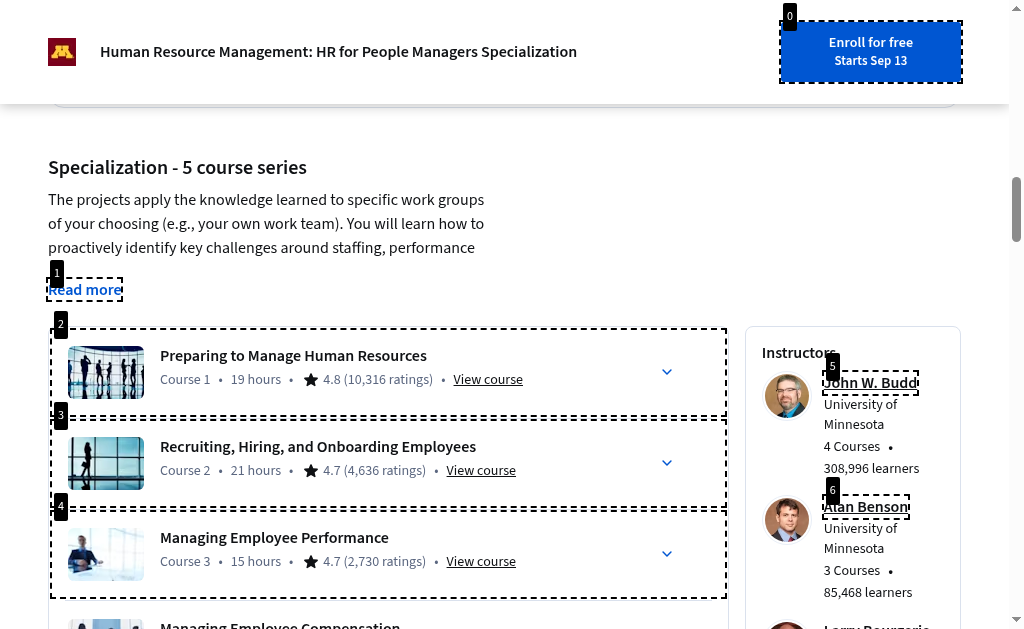 0
Human Resource Management: HR for People Managers Specialization
Enroll for free
Starts Sep 13
Specialization - 5 course series
The projects apply the knowledge learned to specific work groups
of your choosing (e.g., your own work team). You will learn how to
proactively identify key challenges around staffing, performance
1
Read more
2
Preparing to Manage Human Resources
Course 1 • 19 hours • 4.8 (10,316 ratings) • View course
3
Recruiting, Hiring, and Onboarding Employees
Course 2 • 21 hours • 4.7 (4,636 ratings) • View course
4
Managing Employee Performance
Course 3 • 15 hours • 4.7 (2,730 ratings) • View course
Managing Employee Compensation
Instructors
5
John W. Budd
University of
Minnesota
4 Courses •
308,996 learners
6
Alan Benson
University of
Minnesota
3 Courses •
85,468 learners
Larry Bourgerie